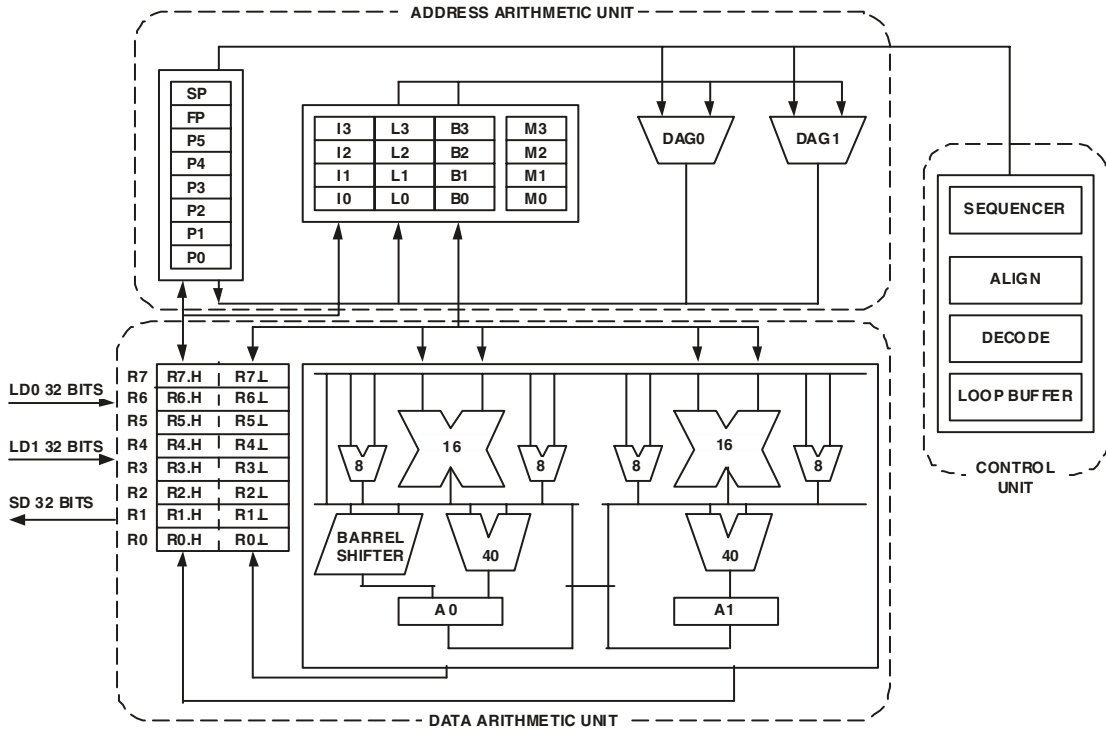 ADDRESS ARITHMETIC UNIT
SP
FP
P5
P4
P3
P2
P1
P0
I3 L3 B3 M3
I2 L2 B2 M2
I1 L1 B1 M1
I0 L0 B0 M0
DAG0
DAG1
SEQUENCER
ALIGN
DECODE
LOOP BUFFER
CONTROL
UNIT
LD0 32 BITS
LD1 32 BITS
SD 32 BITS
R7 R7.H R7.L
R6 R6.H R6.L
R5 R5.H R5.L
R4 R4.H R4.L
R3 R3.H R3.L
R2 R2.H R2.L
R1 R1.H R1.L
R0 R0.H R0.L
8 16 8 8 16 8
BARREL
SHIFTER
40
40
A0
A1
DATA ARITHMETIC UNIT